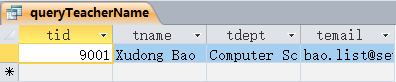 queryTeacherName
tid tname tdept temail
9001 Xudong Bao Computer Sc bao.list@se